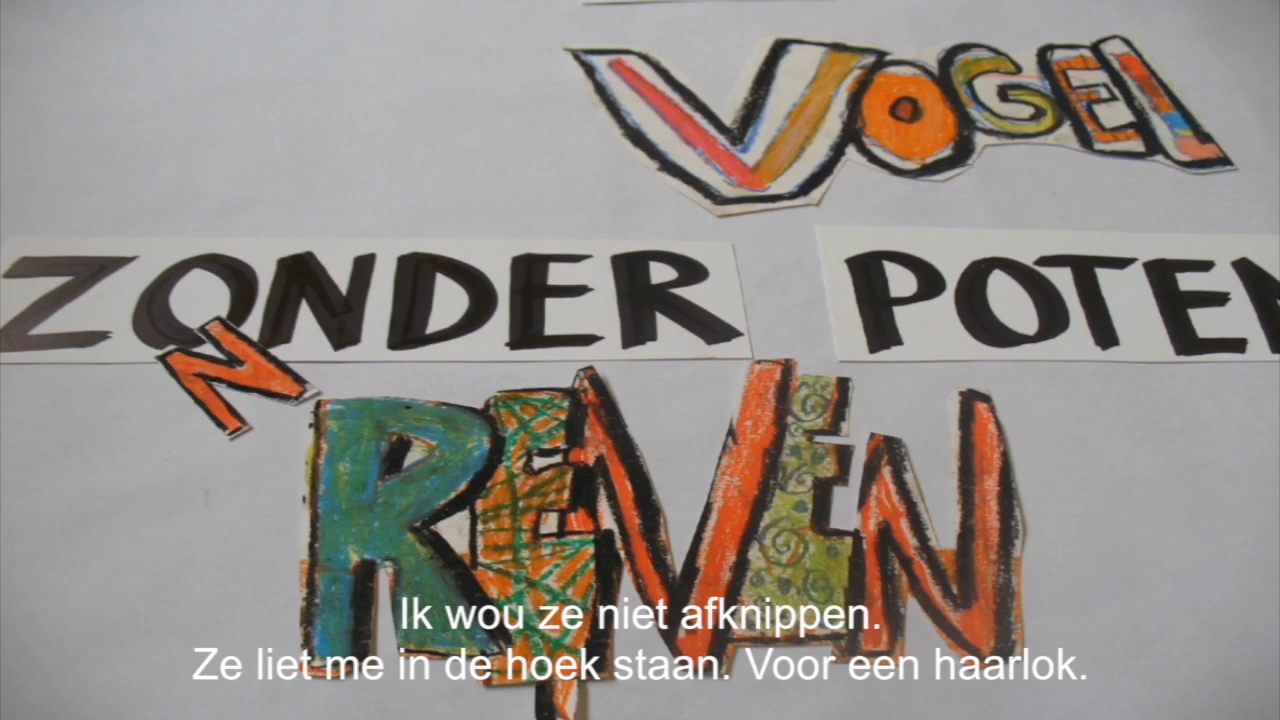 VOGEL
ZONDER POTEN
N
REVEN
Ik wou ze niet afknippen.
Ze liet me in de hoek staan. Voor een haarlok.